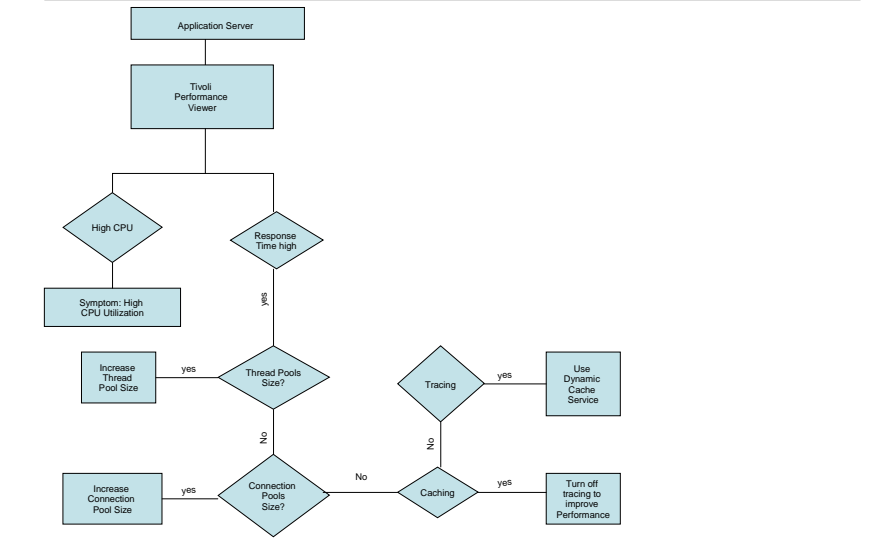 Application Server
Tivoli
Performance
Viewer
High CPU
Response
Time high
Symptom: High
CPU Utilization
yes
Increase
Thread
Pool Size
yes
Thread Pools
Size?
Tracing
yes
Use
Dynamic
Cache
Service
No
No
Increase
Connection
Pool Size
yes
Connection
Pools
Size?
No
Caching
yes
Turn off
tracing to
improve
Performance